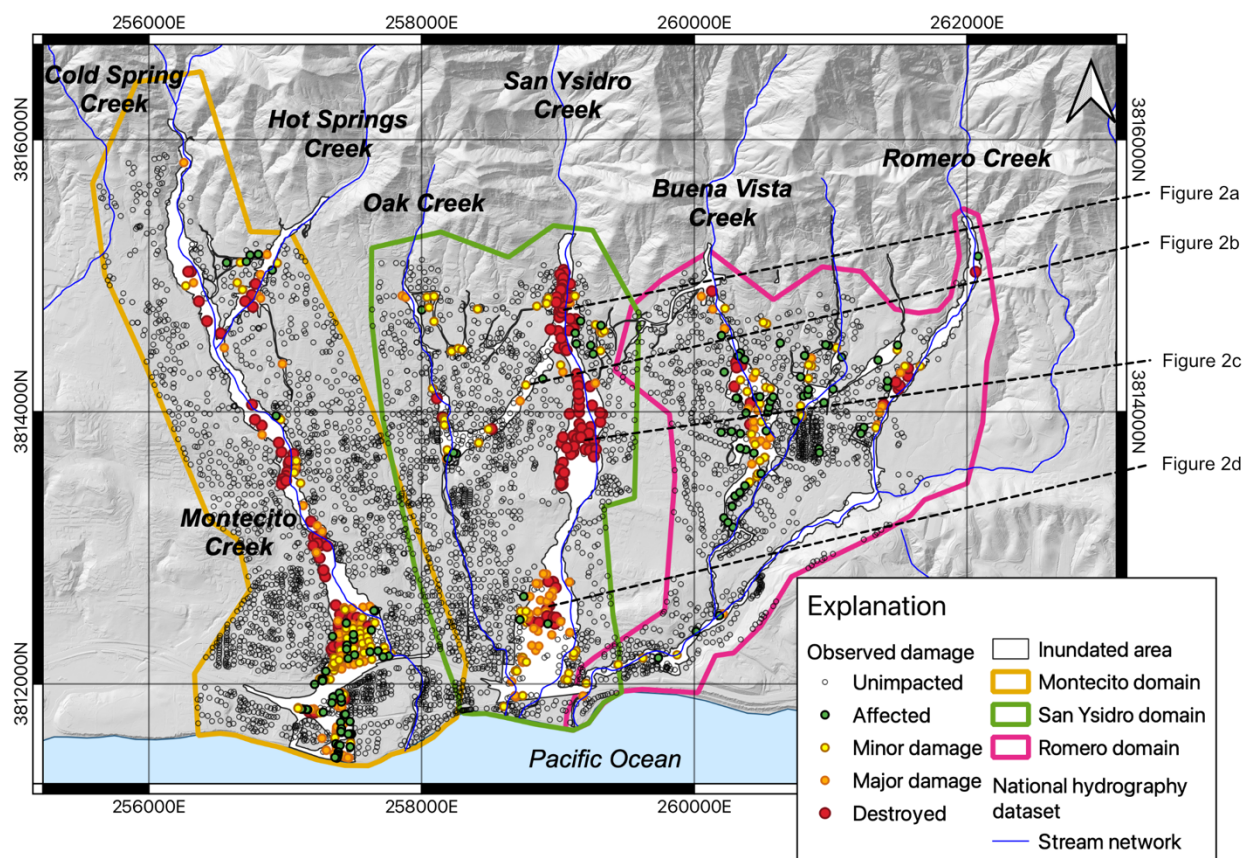 256000E
258000E
260000E
262000E
Cold Spring
Creek
San Ysidro
Creek
Hot Springs
Creek
3816000N
3816000N
Romero Creek
Buena Vista
Creek
Oak Creek
Figure 2a
Figure 2b
Figure 2c
3814000N
3814000N
Figure 2d
Montecito
Creek
3812000N
Pacific Ocean
256000E
258000E
260000E
Explanation
Observed damage
Unimpacted
Affected
Minor damage
Major damage
Destroyed
Inundated area
Montecito domain
San Ysidro domain
Romero domain
National hydrography
dataset
Stream network